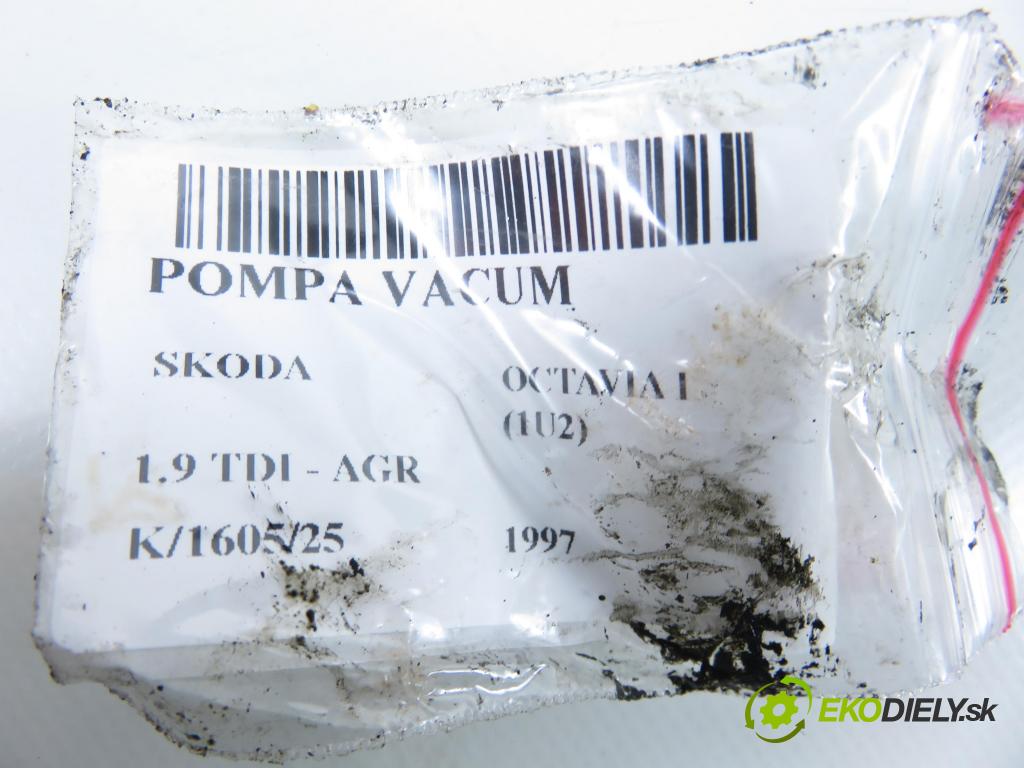 POMPA VACUM
SKODA
OCTAVIA I
(1U2)
1.9 TDI - AGR
K/1605/25
1997
EKODIELY.sk